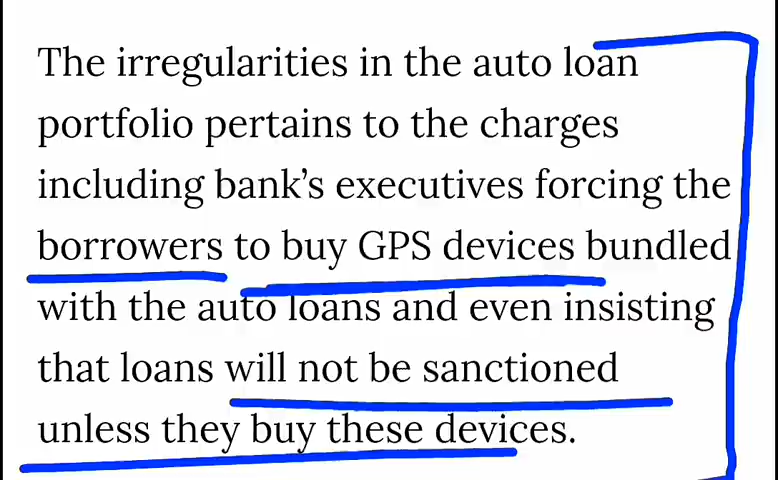 The irregularities in the auto loan
portfolio pertains to the charges
including bank’s executives forcing the
borrowers to buy GPS devices bundled
with the auto loans and even insisting
that loans will not be sanctioned
unless they buy these devices.